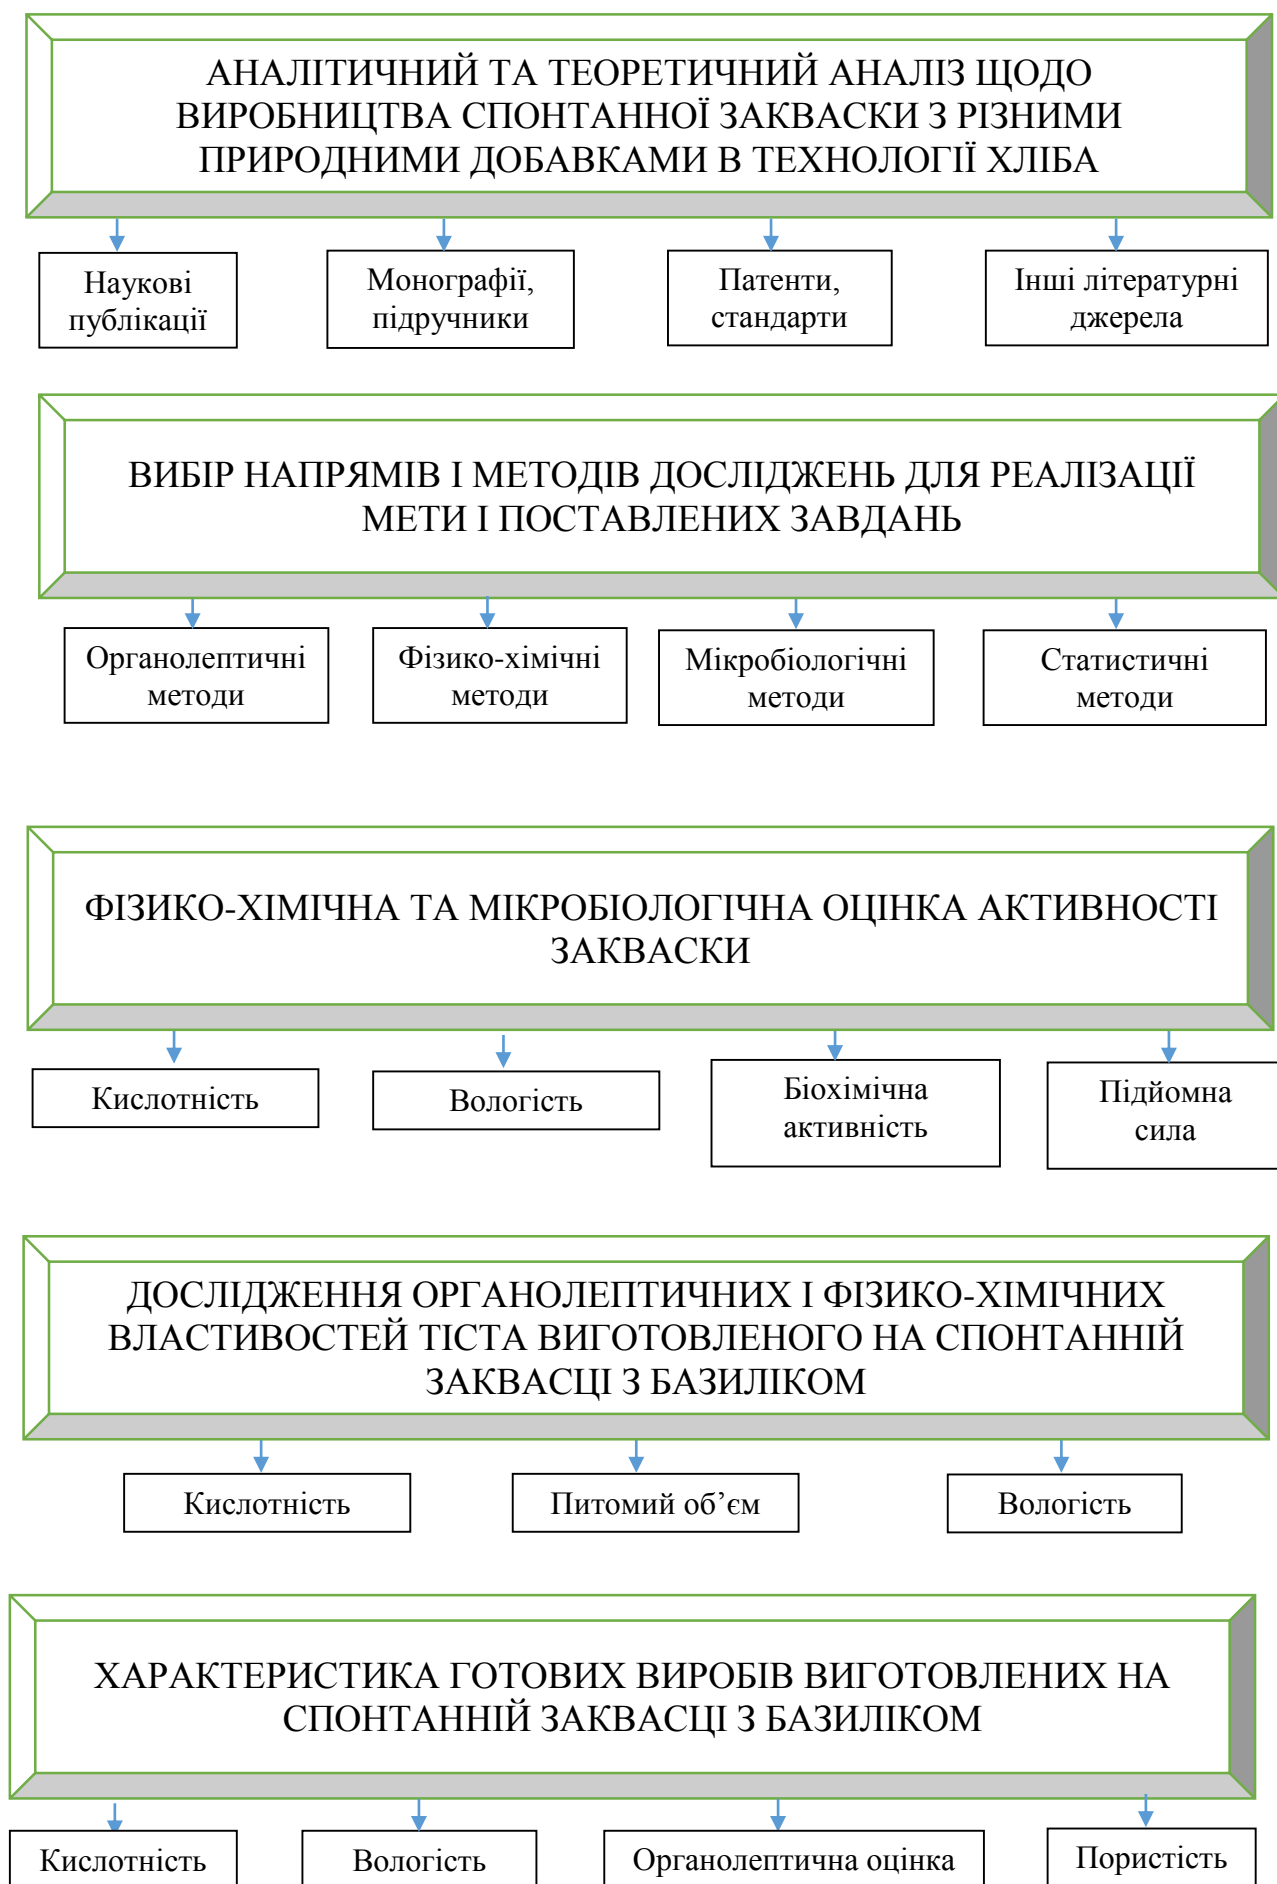 АНАЛІТИЧНИЙ ТА ТЕОРЕТИЧНИЙ АНАЛІЗ ЩОДО
ВИРОБНИЦТВА СПОНТАННОЇ ЗАКВАСКИ З РІЗНИМИ
ПРИРОДНИМИ ДОБАВКАМИ В ТЕХНОЛОГІЇ ХЛІБА
Наукові
публікації
Монографії,
підручники
Патенти,
стандарти
Інші літературні
джерела
ВИБІР НАПРЯМІВ І МЕТОДІВ ДОСЛІДЖЕНЬ ДЛЯ РЕАЛІЗАЦІЇ
МЕТИ І ПОСТАВЛЕНИХ ЗАВДАНЬ
Органолептичні
методи
Фізико-хімічні
методи
Мікробіологічні
методи
Статистичні
методи
ФІЗИКО-ХІМІЧНА ТА МІКРОБІОЛОГІЧНА ОЦІНКА АКТИВНОСТІ
ЗАКВАСКИ
Кислотність
Вологість
Біохімічна
активність
Підйомна
сила
ДОСЛІДЖЕННЯ ОРГАНОЛЕПТИЧНИХ І ФІЗИКО-ХІМІЧНИХ
ВЛАСТИВОСТЕЙ ТІСТА ВИГОТОВЛЕНОГО НА СПОНТАННІЙ
ЗАКВАСЦІ З БАЗИЛІКОМ
Кислотність
Питомий об’єм
Вологість
ХАРАКТЕРИСТИКА ГОТОВИХ ВИРОБІВ ВИГОТОВЛЕНИХ НА
СПОНТАННІЙ ЗАКВАСЦІ З БАЗИЛІКОМ
Кислотність
Вологість
Органолептична оцінка
Пористість